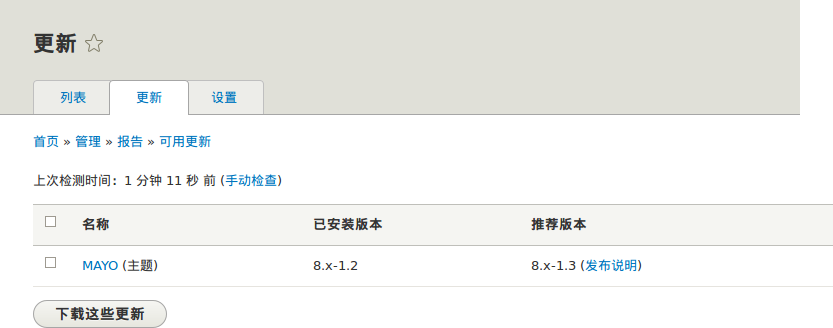 更新
列表 更新 设置
首页 » 管理 » 报告 » 可用更新
上次检测时间：1 分钟 11 秒 前 (手动检查)
名称 已安装版本 推荐版本
MAYO (主题) 8.x-1.2 8.x-1.3 (发布说明)
下载这些更新